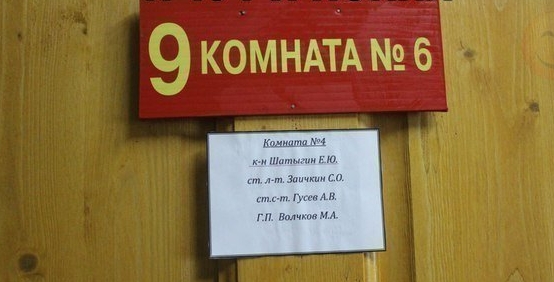 9 КОМНАТА № 6
Комната №4
к-н Шатыгин Е.Ю.
ст. л-т. Заичкин С.О.
ст.с-т. Гусев А.В.
Г.П. Волчков М.А.